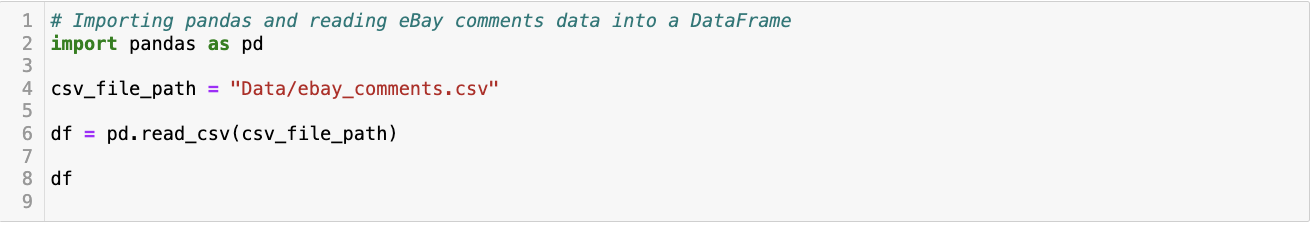 1 # Importing pandas and reading eBay comments data into a DataFrame
2 import pandas as pd
3
4 csv_file_path = "Data/ebay_comments.csv"
5
6 df = pd.read_csv(csv_file_path)
7
8 df
9